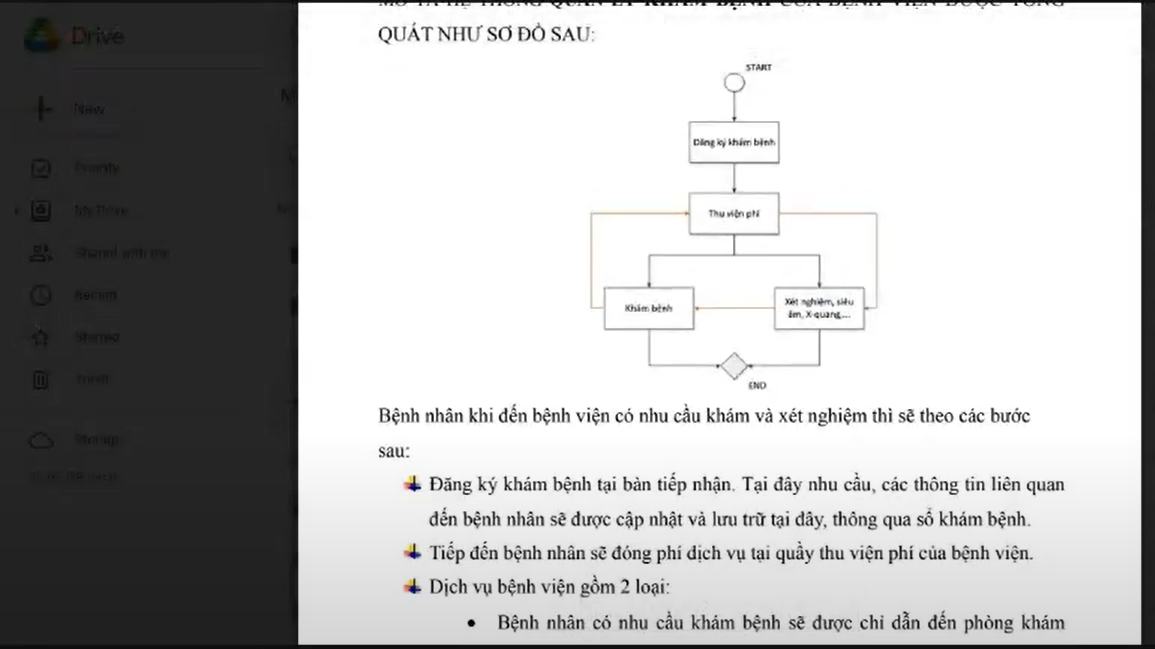 Drive
New
Priority
My Drive
Shared with me
Recent
Starred
Storage
QUÁT NHƯ SƠ ĐỒ SAU:
START
Đăng ký khám bệnh
Thu viện phí
Khám bệnh
Xét nghiệm, siêu
âm, X-quang,...
END
Bệnh nhân khi đến bệnh viện có nhu cầu khám và xét nghiệm thì sẽ theo các bước
sau:
Đăng ký khám bệnh tại bàn tiếp nhận. Tại đây nhu cầu, các thông tin liên quan
đến bệnh nhân sẽ được cập nhật và lưu trữ tại đây, thông qua sổ khám bệnh.
Tiếp đến bệnh nhân sẽ đóng phí dịch vụ tại quầy thu viện phí của bệnh viện.
Dịch vụ bệnh viện gồm 2 loại:
• Bệnh nhân có nhu cầu khám bệnh sẽ được chỉ dẫn đến phòng khám